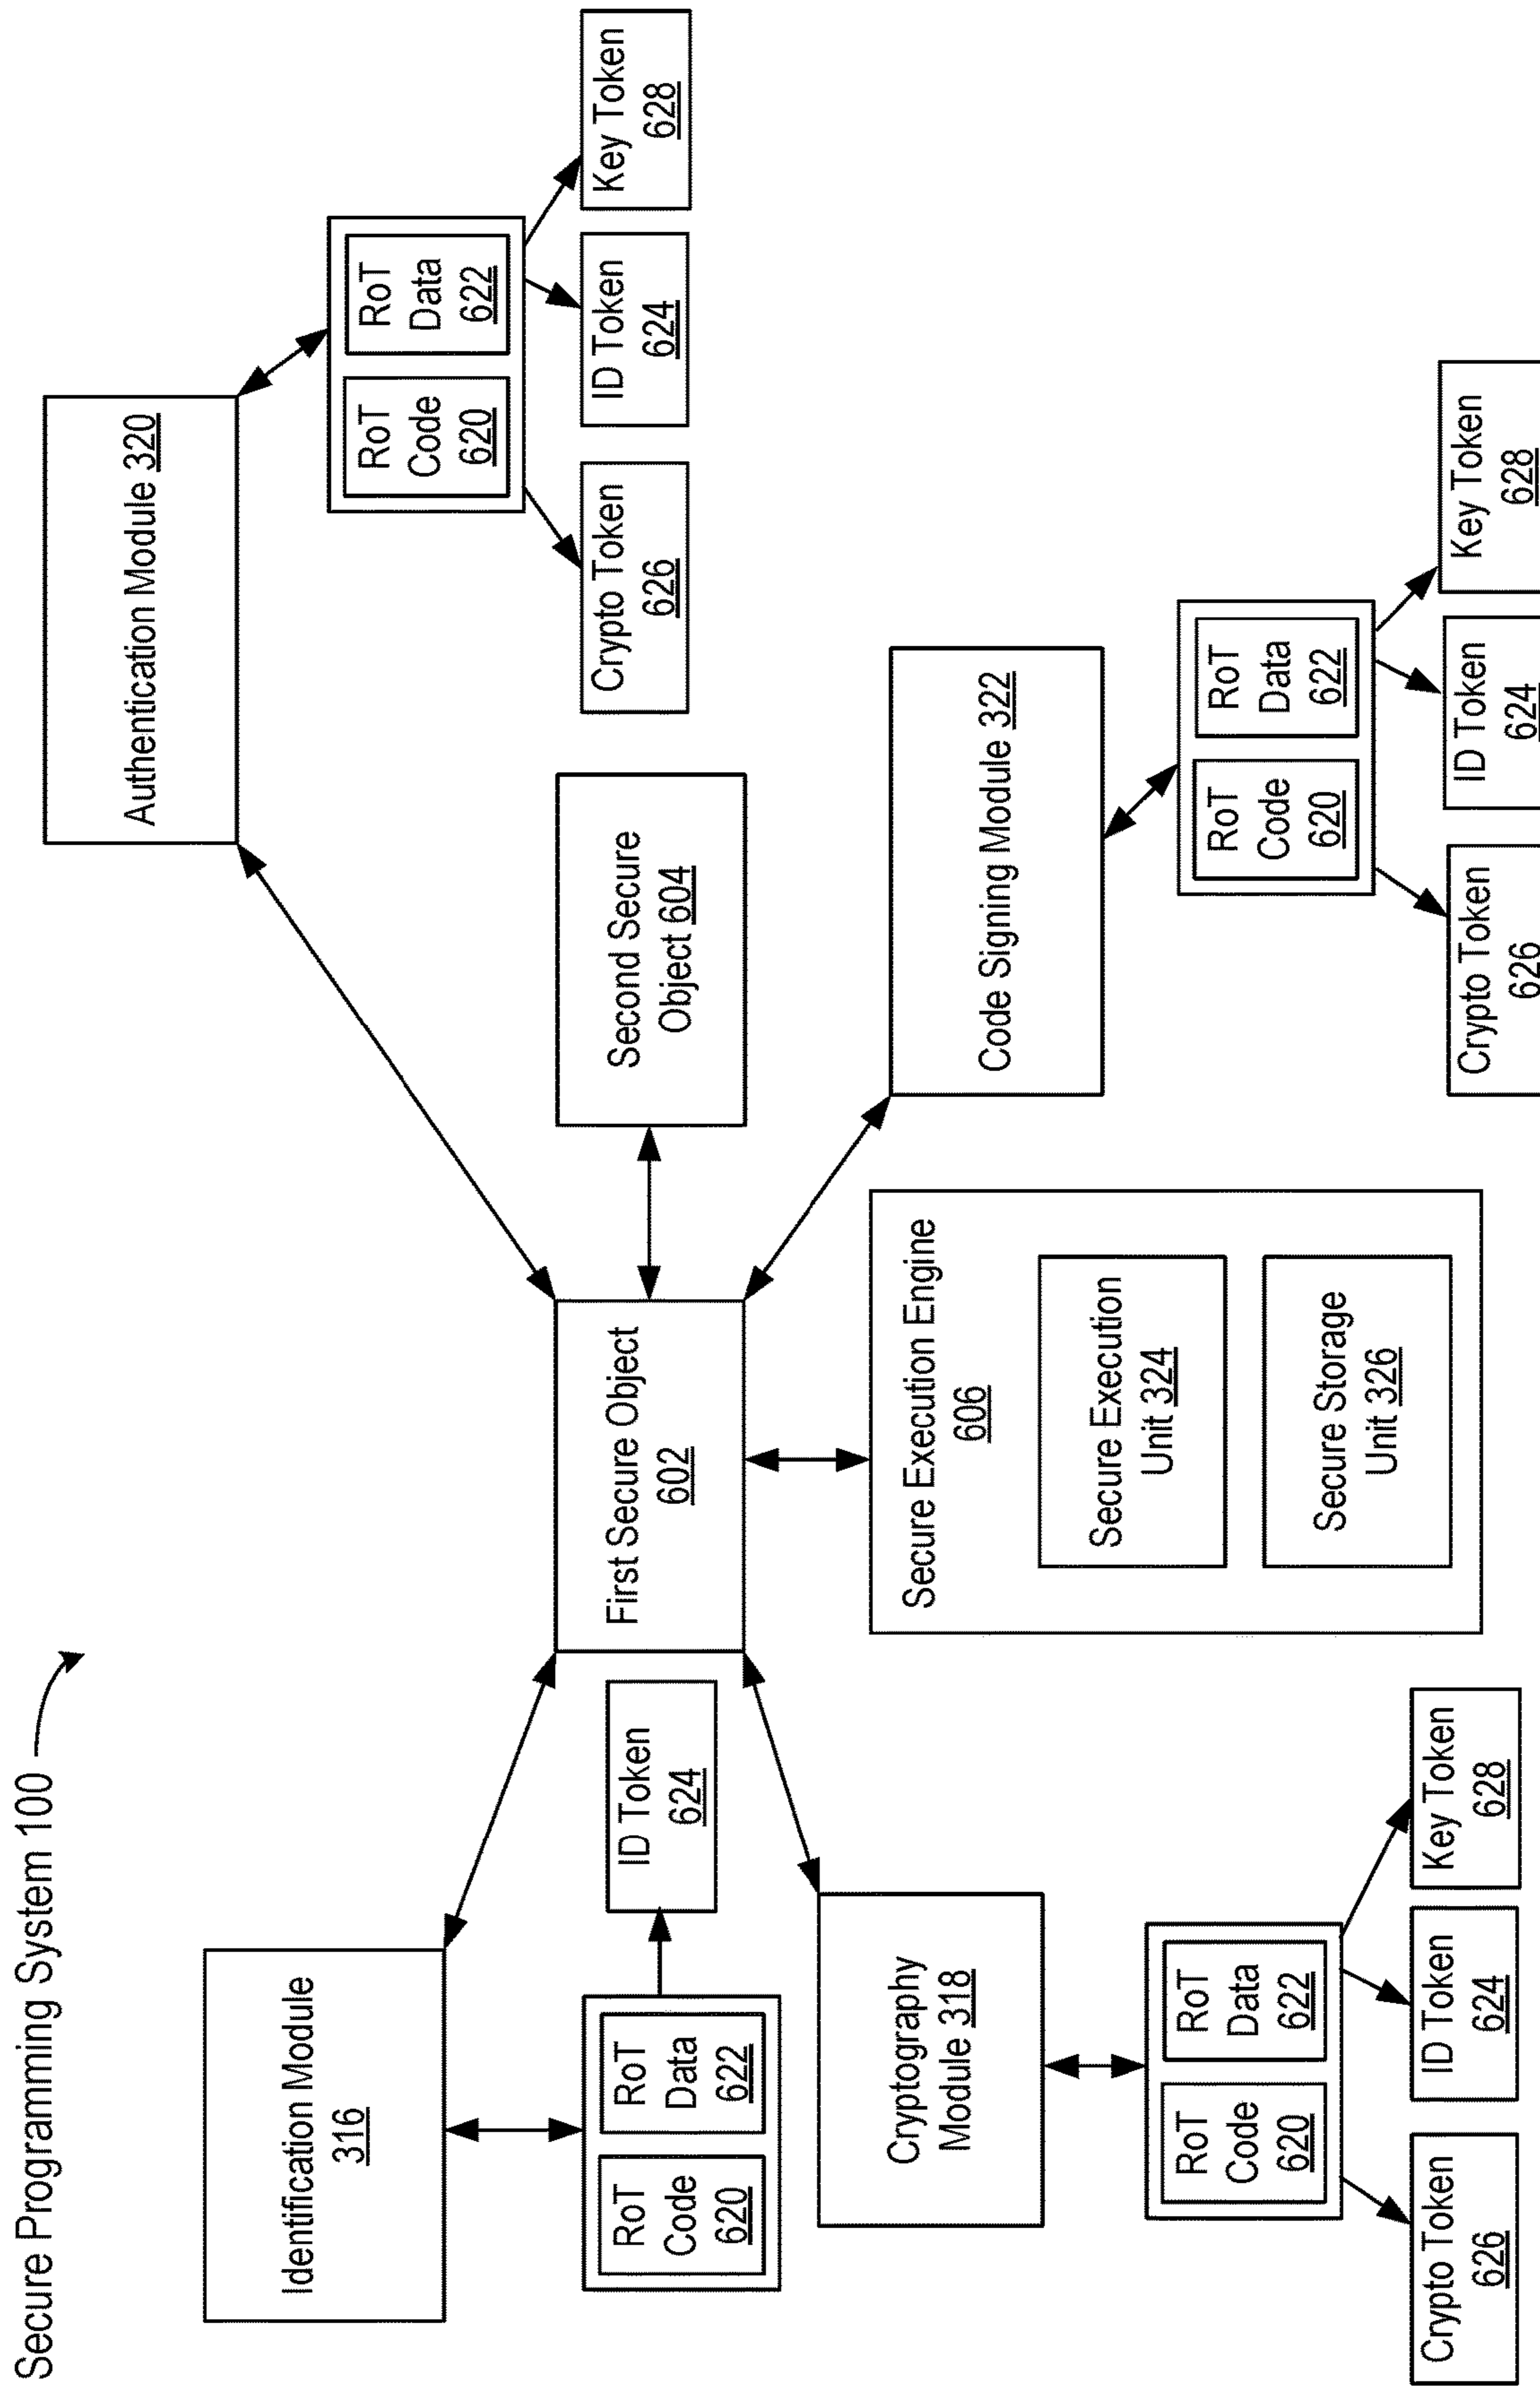 Secure Programming System 100
Identification Module
316
RoT
Code
620
RoT
Data
622
ID Token
624
Cryptography
Module 318
RoT
Code
620
RoT
Data
622
Crypto Token
626
ID Token
624
Key Token
628
First Secure Object
602
Secure Execution Engine
606
Secure Execution
Unit 324
Secure Storage
Unit 326
Second Secure
Object 604
Authentication Module 320
RoT
Code
620
RoT
Data
622
Crypto Token
626
ID Token
624
Key Token
628
Code Signing Module 322
RoT
Code
620
RoT
Data
622
Crypto Token
626
ID Token
624
Key Token
628